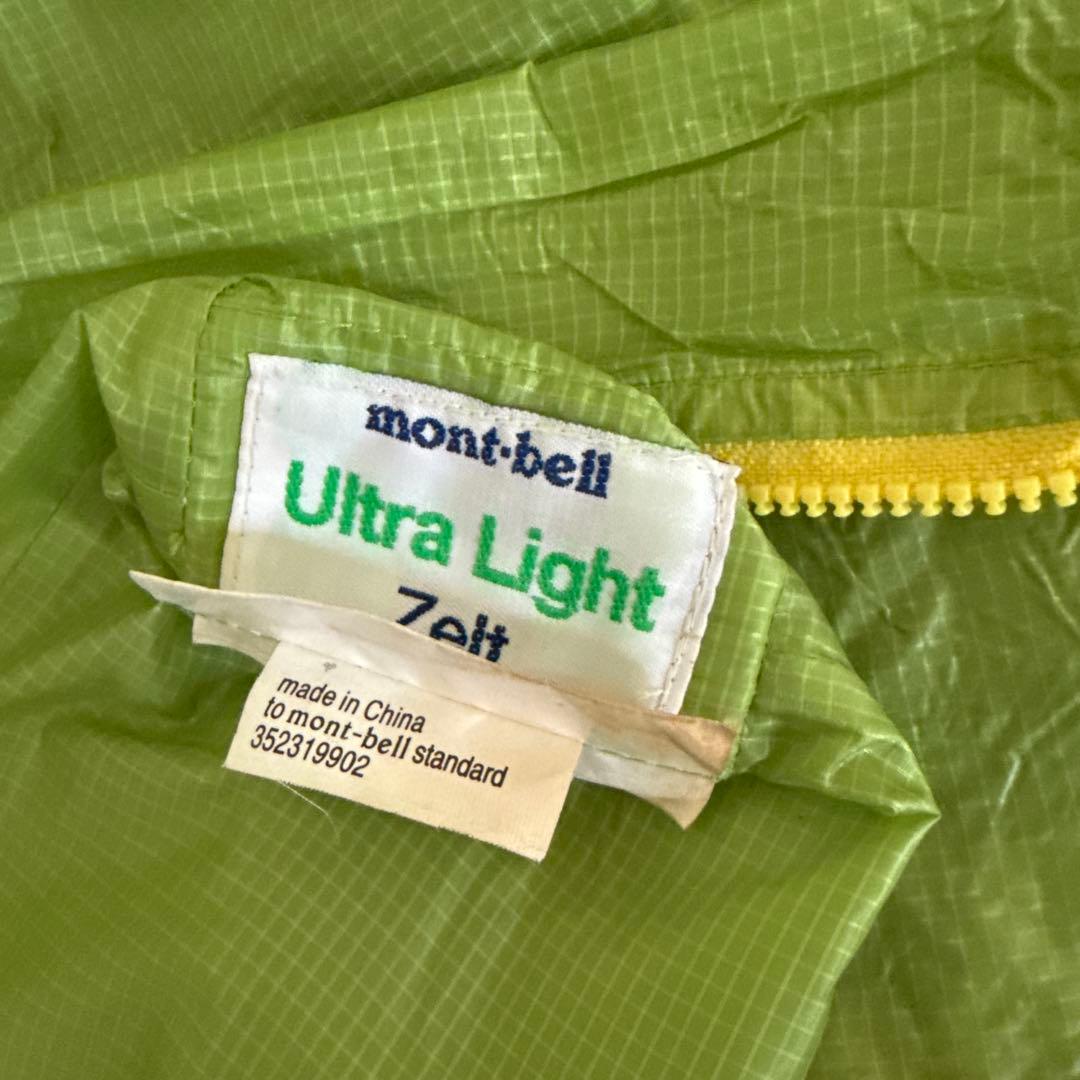 mont-bell
Ultra Light
Zelt
made in China
to mont-bell standard
352319902